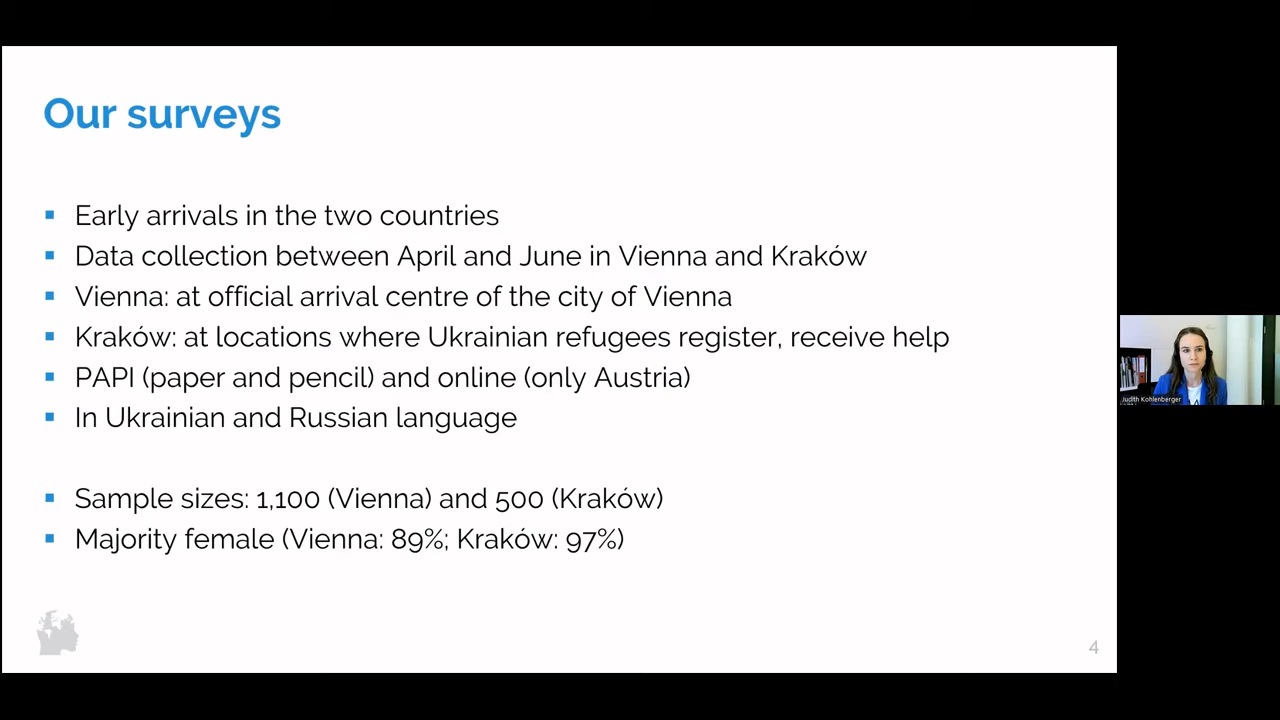 Our surveys
Early arrivals in the two countries
Data collection between April and June in Vienna and Kraków
Vienna: at official arrival centre of the city of Vienna
Kraków: at locations where Ukrainian refugees register, receive help
PAPI (paper and pencil) and online (only Austria)
In Ukrainian and Russian language
Sample sizes: 1,100 (Vienna) and 500 (Kraków)
Majority female (Vienna: 89%; Kraków: 97%)
4
Judith Kohlenberger